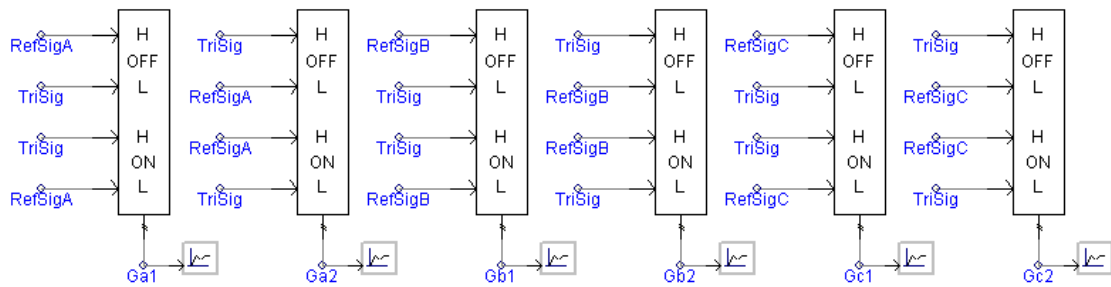 RefSigA H TriSig H RefSigB H TriSig H RefSigC H TriSig H
OFF OFF OFF OFF OFF OFF
TriSig L RefSigA L TriSig L RefSigB L TriSig L RefSigC L
TriSig H RefSigA H TriSig H RefSigB H TriSig H RefSigC H
ON ON ON ON ON ON
RefSigA L TriSig L RefSigB L TriSig L RefSigC L TriSig L
Ga1 Ga2 Gb1 Gb2 Gc1 Gc2